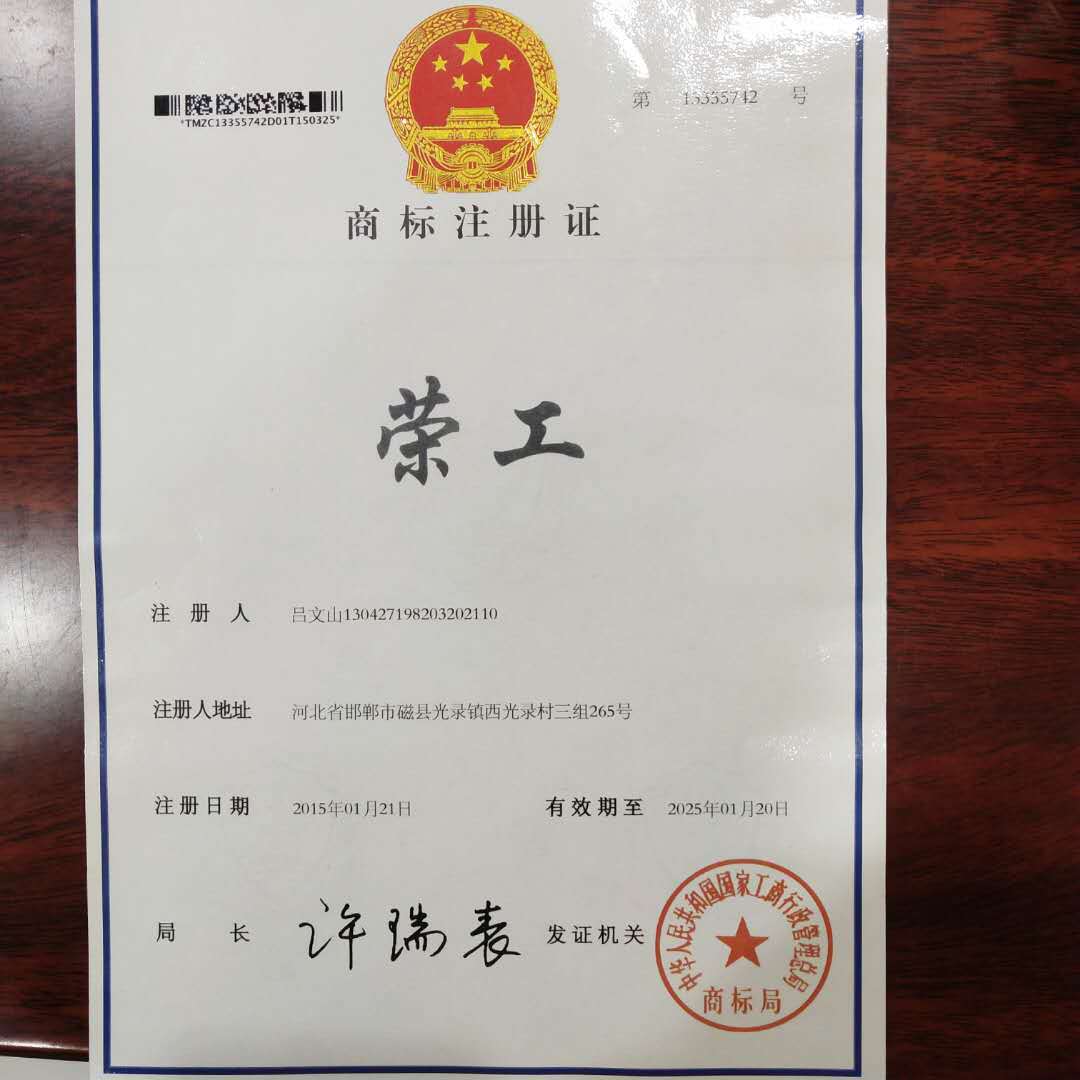 *TMZC13355742D01T150325*
第 13355742 号
商标注册证
荣工
注册人 吕文山130427198203202110
注册人地址 河北省邯郸市磁县光录镇西光录村三组265号
注册日期 2015年01月21日 有效期至 2025年01月20日
局长 许瑞表 发证机关
中华人民共和国国家工商行政管理总局
商标局